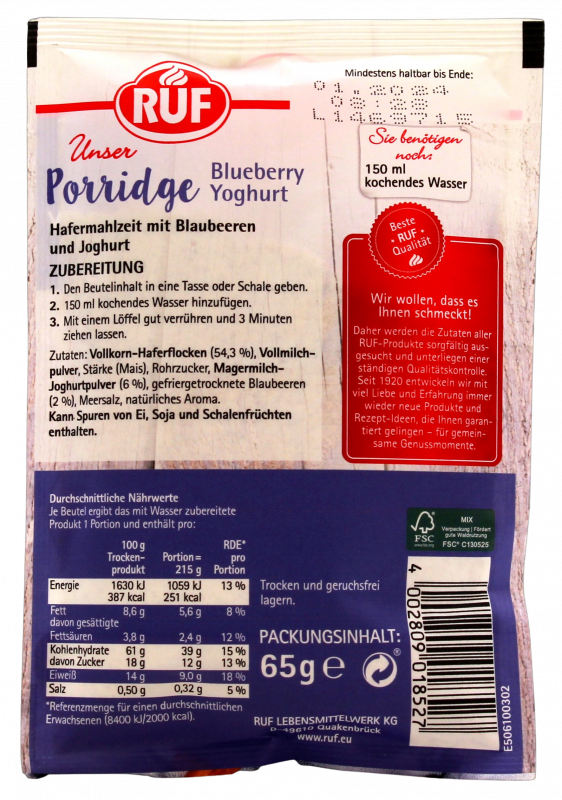 RUF
Mindestens haltbar bis Ende:
01.2024
08:28
L1469715
Unser
Porridge
Blueberry
Yoghurt
Sie benötigen
noch:
150 ml
kochendes Wasser
Hafermahlzeit mit Blaubeeren
und Joghurt
ZUBEREITUNG
1. Den Beutelinhalt in eine Tasse oder Schale geben.
2. 150 ml kochendes Wasser hinzufügen.
3. Mit einem Löffel gut verrühren und 3 Minuten
ziehen lassen.
Zutaten: Vollkorn-Haferflocken (54,3 %), Vollmilch-
pulver, Stärke (Mais), Rohrzucker, Magermilch-
Joghurtpulver (6 %), gefriergetrocknete Blaubeeren
(2 %), Meersalz, natürliches Aroma.
Kann Spuren von Ei, Soja und Schalenfrüchten
enthalten.
Beste
• RUF •
Qualität
Wir wollen, dass es
Ihnen schmeckt!
Daher werden die Zutaten aller
RUF-Produkte sorgfältig aus-
gesucht und unterliegen einer
ständigen Qualitätskontrolle.
Seit 1920 entwickeln wir mit
viel Liebe und Erfahrung immer
wieder neue Produkte und
Rezept-Ideen, die Ihnen garan-
tiert gelingen – für gemein-
same Genussmomente.
Durchschnittliche Nährwerte
Je Beutel ergibt das mit Wasser zubereitete
Produkt 1 Portion und enthält pro:
100 g Trocken-produkt Portion = 215 g RDE* pro Portion
Energie 1630 kJ 1059 kJ 13 %
387 kcal 251 kcal
Fett 8,6 g 5,6 g 8 %
davon gesättigte
Fettsäuren 3,8 g 2,4 g 12 %
Kohlenhydrate 61 g 39 g 15 %
davon Zucker 18 g 12 g 13 %
Eiweiß 14 g 9,0 g 18 %
Salz 0,50 g 0,32 g 5 %
*Referenzmenge für einen durchschnittlichen
Erwachsenen (8400 kJ/2000 kcal).
Trocken und geruchsfrei
lagern.
PACKUNGSINHALT:
65g ℮
®
RUF LEBENSMITTELWERK KG
D-49610 Quakenbrück
www.ruf.eu
FSC
www.fsc.org
MIX
Verpackung | Fördert
gute Waldnutzung
FSC® C130525
4 002809 018527
E506100302